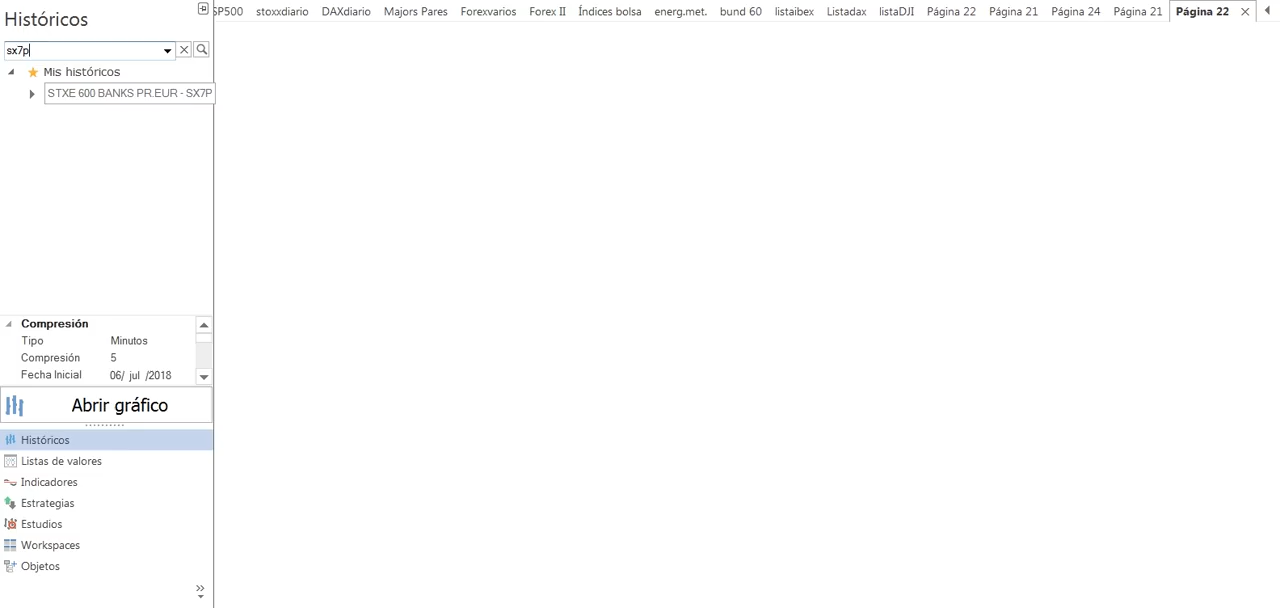 Históricos
SP500 stoxxdiario DAXdiario Majors Pares Forexvarios Forex II Índices bolsa energ.met. bund 60 listaibex Listadax listaDJI Página 22 Página 21 Página 24 Página 21 Página 22
sx7p
Mis históricos
STXE 600 BANKS PR.EUR - SX7P
Compresión
Tipo Minutos
Compresión 5
Fecha Inicial 06/ jul /2018
Abrir gráfico
Históricos
Listas de valores
Indicadores
Estrategias
Estudios
Workspaces
Objetos